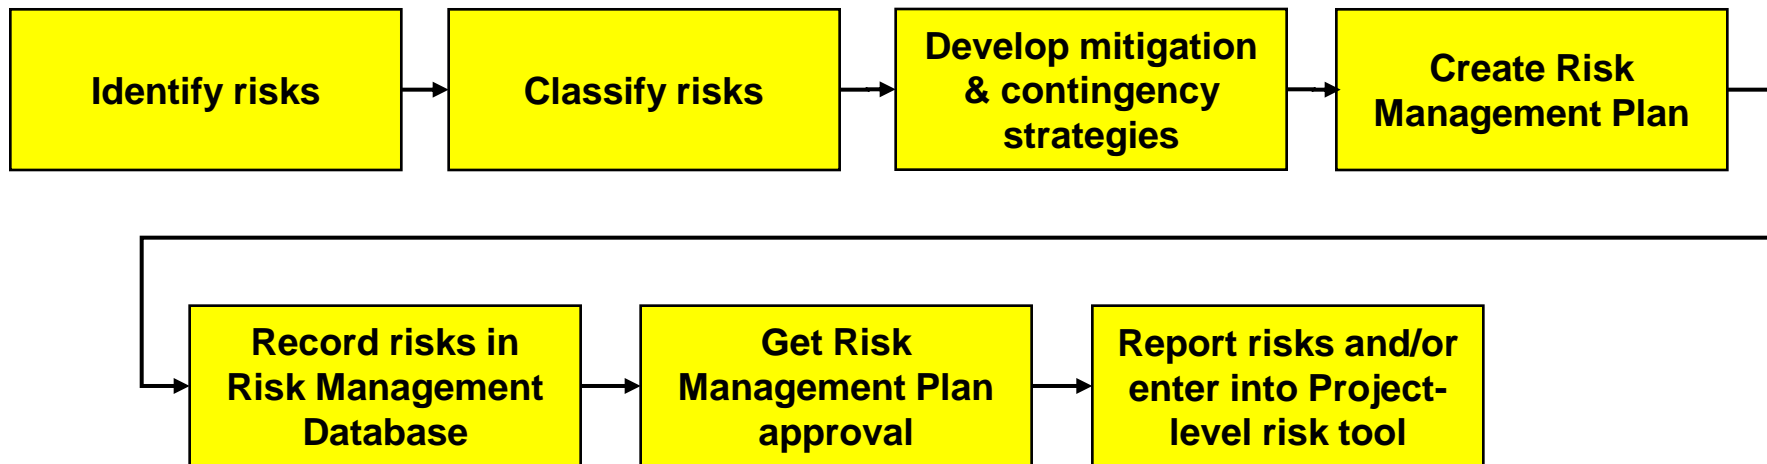 Identify risks
Classify risks
Develop mitigation
& contingency
strategies
Create Risk
Management Plan
Record risks in
Risk Management
Database
Get Risk
Management Plan
approval
Report risks and/or
enter into Project-
level risk tool